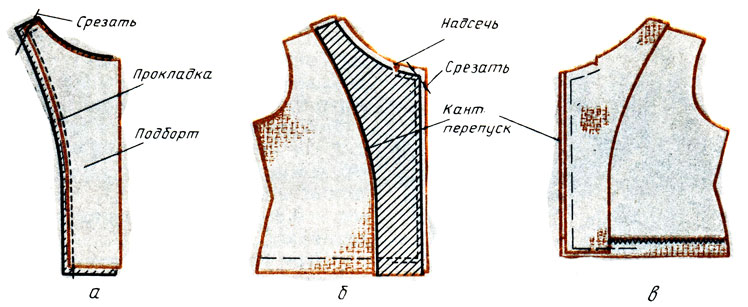 Срезать
Прокладка
Подборт
а
Надсечь
Срезать
Кант
перепуск
б
в